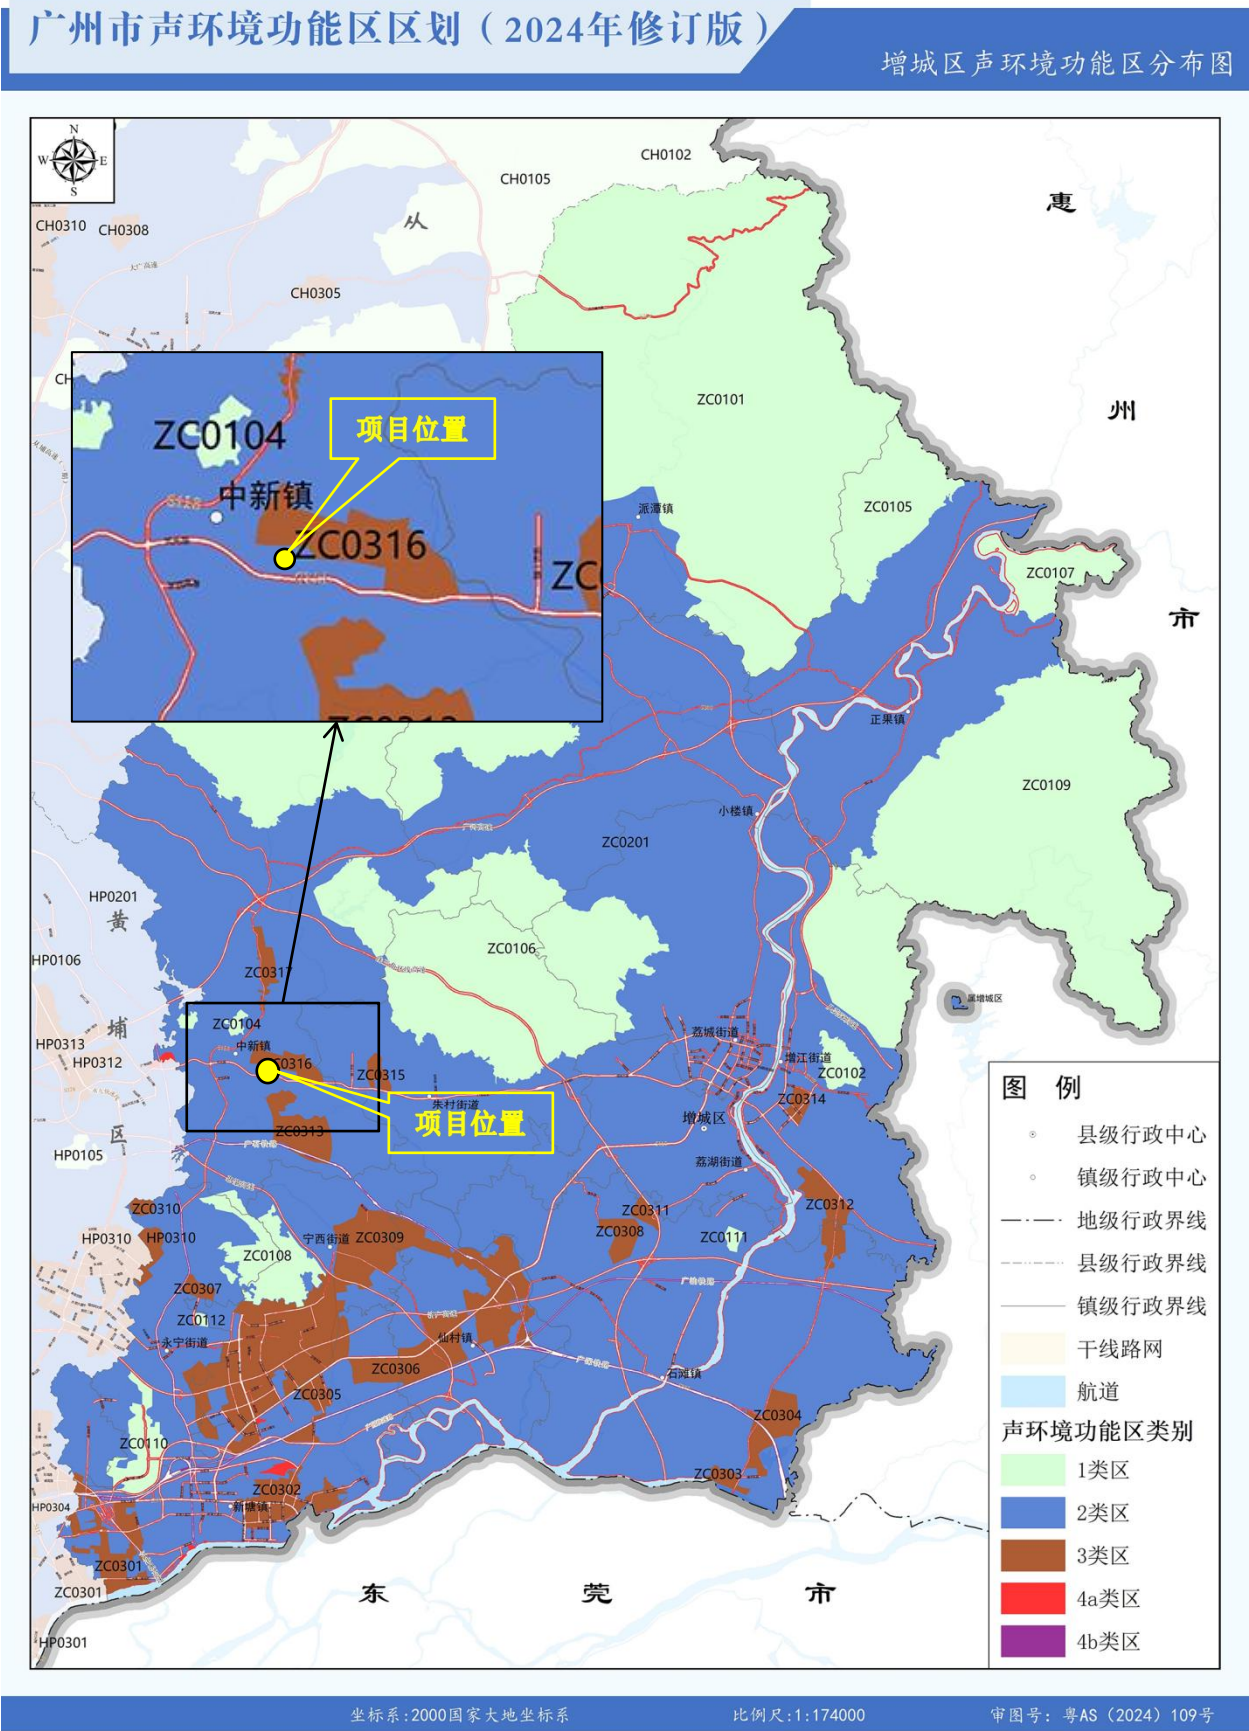 广州市声环境功能区区划（2024年修订版）
增城区声环境功能区分布图
N
W
E
S
CH0102
CH0105
惠
从
CH0310
CH0308
大广高速
CH0305
CH
ZC0101
州
ZC0104
项目位置
中新镇
ZC0316
ZC0
ZC0313
ZC0105
派潭镇
ZC0107
市
正果镇
ZC0109
小楼镇
ZC0201
HP0201
黄
ZC0106
HP0106
ZC0317
属增城区
埔
ZC0104
HP0313
中新镇
荔城街道
HP0312
C0316
增江街道
ZC0315
ZC0102
朱村街道
ZC0314
项目位置
增城区
区
ZC0313
HP0105
荔湖街道
ZC0310
ZC0312
ZC0311
HP0310
HP0310
宁西街道
ZC0309
ZC0308
ZC0111
ZC0108
ZC0307
ZC0112
永宁街道
仙村镇
ZC0306
石滩镇
ZC0305
ZC0304
ZC0110
ZC0303
ZC0302
HP0304
新塘镇
ZC0301
ZC0301
HP0301
东
莞
市
图 例
县级行政中心
镇级行政中心
地级行政界线
县级行政界线
镇级行政界线
干线路网
航道
声环境功能区类别
1类区
2类区
3类区
4a类区
4b类区
坐标系:2000国家大地坐标系
比例尺:1:174000
审图号: 粤AS（2024）109号